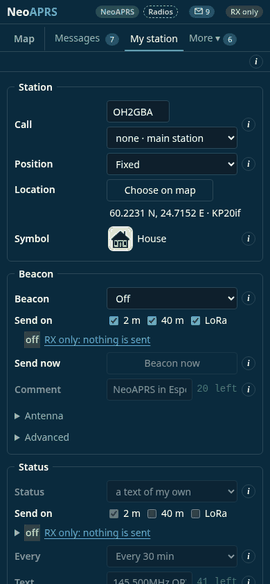 NeoAPRS NeoAPRS Radios 9 RX only
Map Messages 7 My station More ▾ 6
i
Station
Call OH2GBA
none · main station i
Position Fixed i
Location Choose on map
60.2231 N, 24.7152 E · KP20if
Symbol House i
Beacon
Beacon Off i
Send on 2 m 40 m LoRa
off RX only: nothing is sent
Send now Beacon now i
Comment NeoAPRS in Esp 20 left i
▸ Antenna
▸ Advanced
Status
Status a text of my own i
Send on 2 m 40 m LoRa
▸ off RX only: nothing is sent
Every Every 30 min i
Text 145.500MHz 41 left i